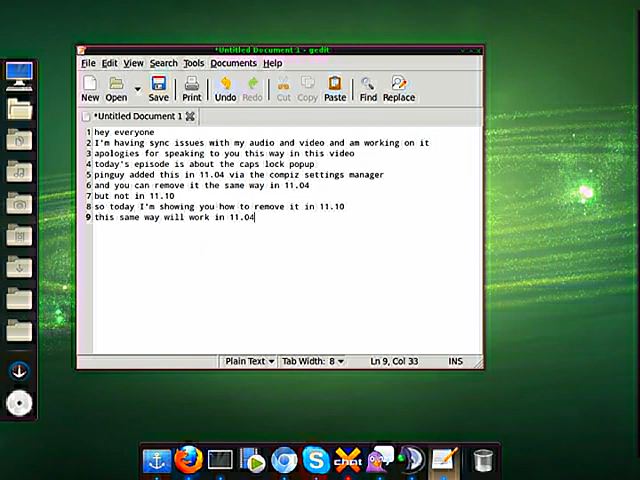 *Untitled Document 1 - gedit
File Edit View Search Tools Documents Help
New Open Save Print Undo Redo Cut Copy Paste Find Replace
*Untitled Document 1
1 hey everyone
2 I'm having sync issues with my audio and video and am working on it
3 apologies for speaking to you this way in this video
4 today's episode is about the caps lock popup
5 pinguy added this in 11.04 via the compiz settings manager
6 and you can remove it the same way in 11.04
7 but not in 11.10
8 so today I'm showing you how to remove it in 11.10
9 this same way will work in 11.04
Plain Text Tab Width: 8 Ln 9, Col 33 INS
chat